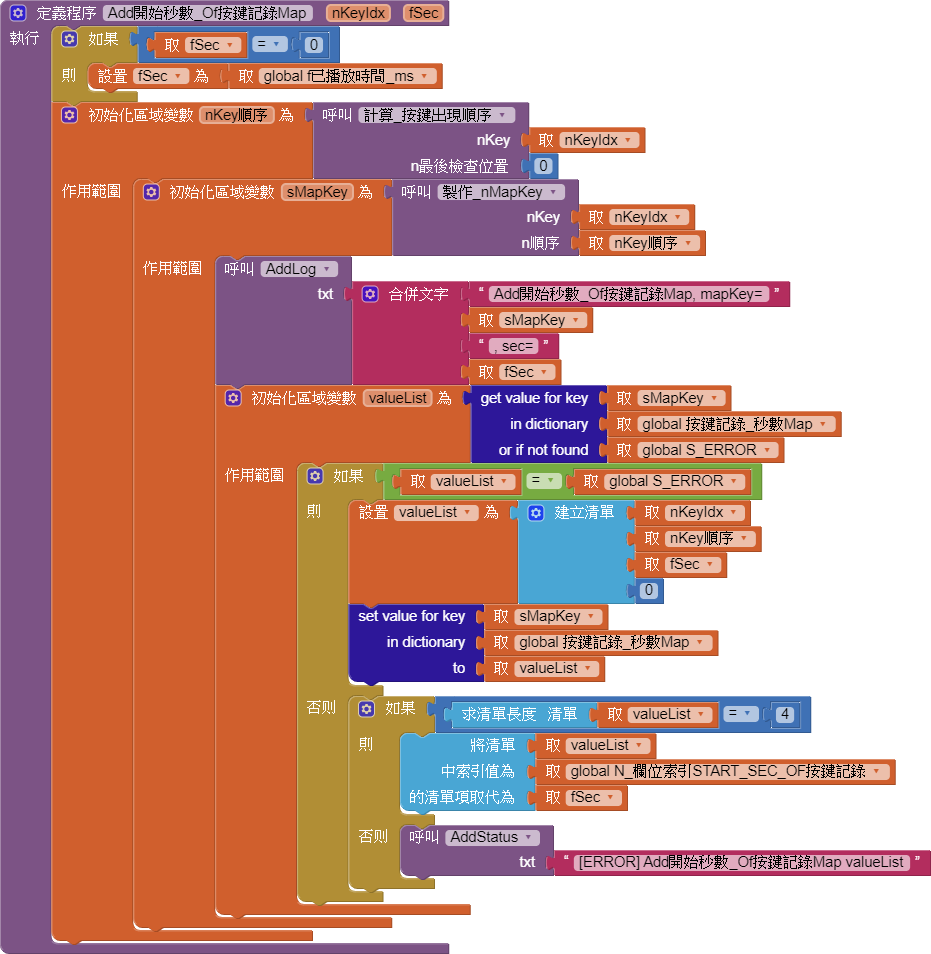 定義程序 Add開始秒數_Of按鍵記錄Map nKeyIdx fSec
執行 如果 取 fSec = 0
則 設置 fSec 為 取 global f已播放時間_ms
初始化區域變數 nKey順序 為 呼叫 計算_按鍵出現順序
nKey 取 nKeyIdx
n最後檢查位置 0
作用範圍 初始化區域變數 sMapKey 為 呼叫 製作_nMapKey
nKey 取 nKeyIdx
n順序 取 nKey順序
作用範圍 呼叫 AddLog
txt 合併文字 “ Add開始秒數_Of按鍵記錄Map, mapKey= ”
取 sMapKey
“ , sec= ”
取 fSec
初始化區域變數 valueList 為 get value for key 取 sMapKey
in dictionary 取 global 按鍵記錄_秒數Map
or if not found 取 global S_ERROR
作用範圍 如果 取 valueList = 取 global S_ERROR
則 設置 valueList 為 建立清單 取 nKeyIdx
取 nKey順序
取 fSec
0
set value for key 取 sMapKey
in dictionary 取 global 按鍵記錄_秒數Map
to 取 valueList
否則 如果 求清單長度 清單 取 valueList = 4
則 將清單 取 valueList
中索引值為 取 global N_欄位索引START_SEC_OF按鍵記錄
的清單項取代為 取 fSec
否則 呼叫 AddStatus
txt “ [ERROR] Add開始秒數_Of按鍵記錄Map valueList ”